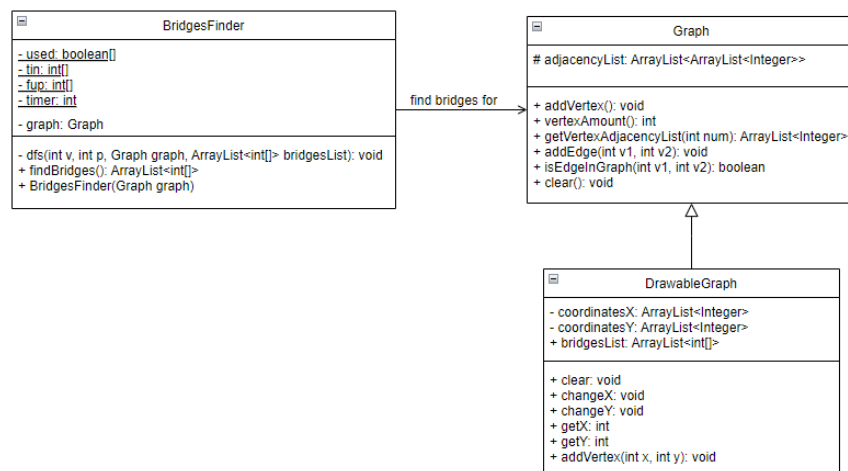 BridgesFinder
- used: boolean[]
- tin: int[]
- fup: int[]
- timer: int
- graph: Graph
- dfs(int v, int p, Graph graph, ArrayList<int[]> bridgesList): void
+ findBridges(): ArrayList<int[]>
+ BridgesFinder(Graph graph)
find bridges for
Graph
# adjacencyList: ArrayList<ArrayList<Integer>>
+ addVertex(): void
+ vertexAmount(): int
+ getVertexAdjacencyList(int num): ArrayList<Integer>
+ addEdge(int v1, int v2): void
+ isEdgeInGraph(int v1, int v2): boolean
+ clear(): void
DrawableGraph
- coordinatesX: ArrayList<Integer>
- coordinatesY: ArrayList<Integer>
+ bridgesList: ArrayList<int[]>
+ clear: void
+ changeX: void
+ changeY: void
+ getX: int
+ getY: int
+ addVertex(int x, int y): void